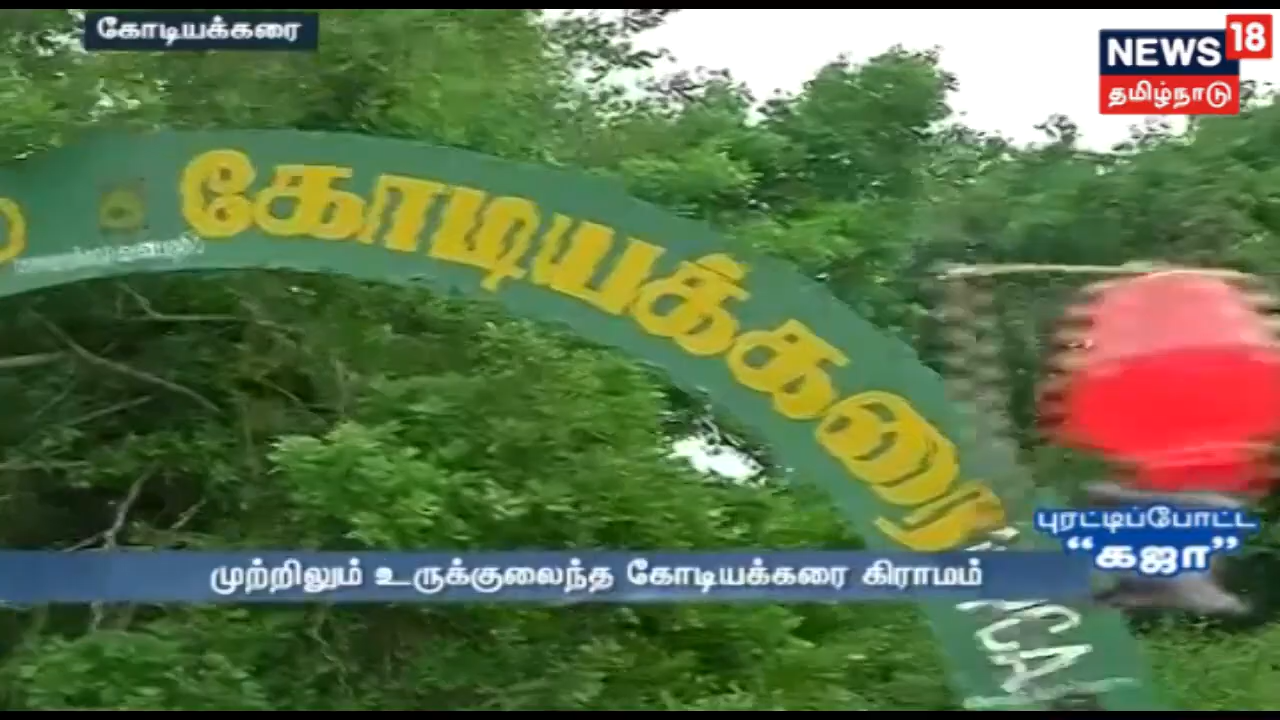 கோடியக்கரை
NEWS 18
தமிழ்நாடு
கோடியக்கரை
புரட்டிப்போட்ட
“கஜா”
முற்றிலும் உருக்குலைந்த கோடியக்கரை கிராமம்